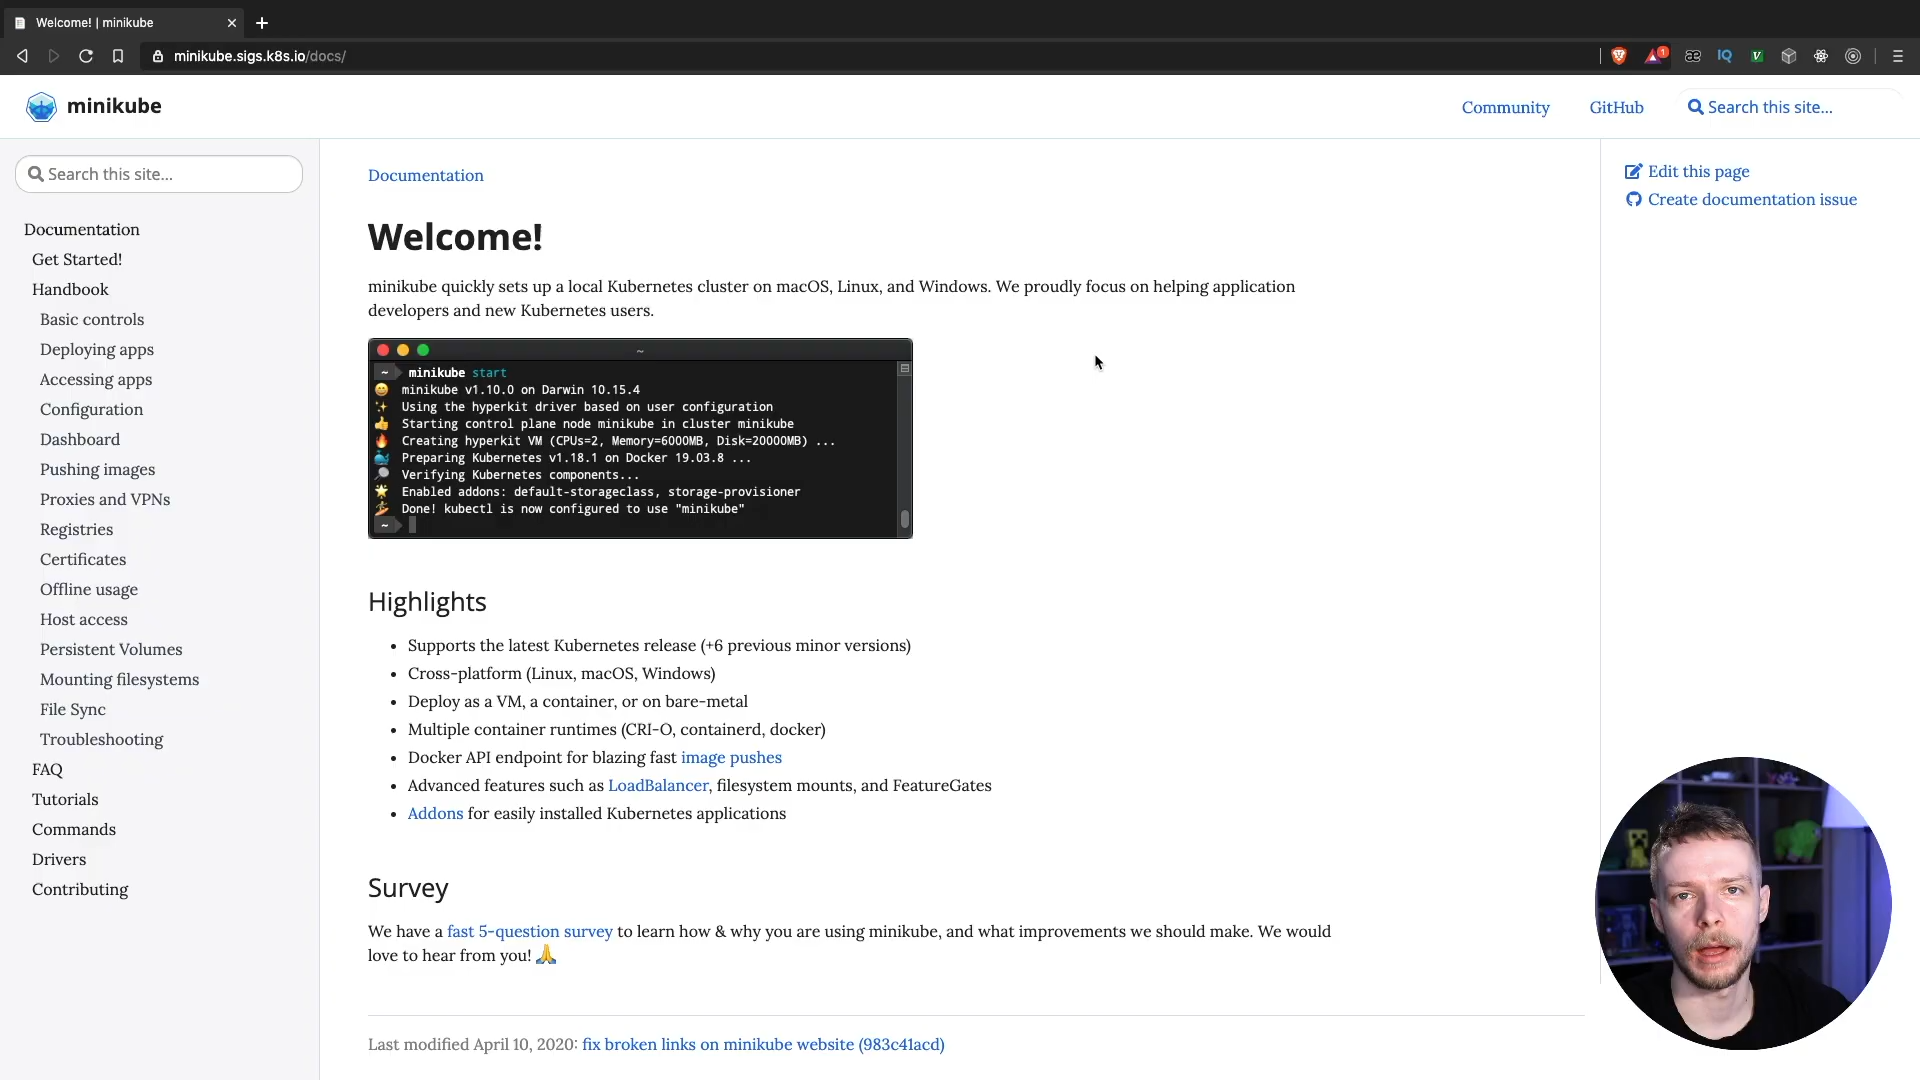 Welcome! | minikube
minikube.sigs.k8s.io/docs/
1
æ
IQ
V
minikube
Community
GitHub
Search this site...
Search this site...
Documentation
Get Started!
Handbook
Basic controls
Deploying apps
Accessing apps
Configuration
Dashboard
Pushing images
Proxies and VPNs
Registries
Certificates
Offline usage
Host access
Persistent Volumes
Mounting filesystems
File Sync
Troubleshooting
FAQ
Tutorials
Commands
Drivers
Contributing
Documentation
Welcome!
minikube quickly sets up a local Kubernetes cluster on macOS, Linux, and Windows. We proudly focus on helping application
developers and new Kubernetes users.
~
~ minikube start
minikube v1.10.0 on Darwin 10.15.4
Using the hyperkit driver based on user configuration
Starting control plane node minikube in cluster minikube
Creating hyperkit VM (CPUs=2, Memory=6000MB, Disk=20000MB) ...
Preparing Kubernetes v1.18.1 on Docker 19.03.8 ...
Verifying Kubernetes components...
Enabled addons: default-storageclass, storage-provisioner
Done! kubectl is now configured to use "minikube"
~
Highlights
• Supports the latest Kubernetes release (+6 previous minor versions)
• Cross-platform (Linux, macOS, Windows)
• Deploy as a VM, a container, or on bare-metal
• Multiple container runtimes (CRI-O, containerd, docker)
• Docker API endpoint for blazing fast image pushes
• Advanced features such as LoadBalancer, filesystem mounts, and FeatureGates
• Addons for easily installed Kubernetes applications
Survey
We have a fast 5-question survey to learn how & why you are using minikube, and what improvements we should make. We would
love to hear from you! 🙏
Last modified April 10, 2020: fix broken links on minikube website (983c41acd)
Edit this page
Create documentation issue